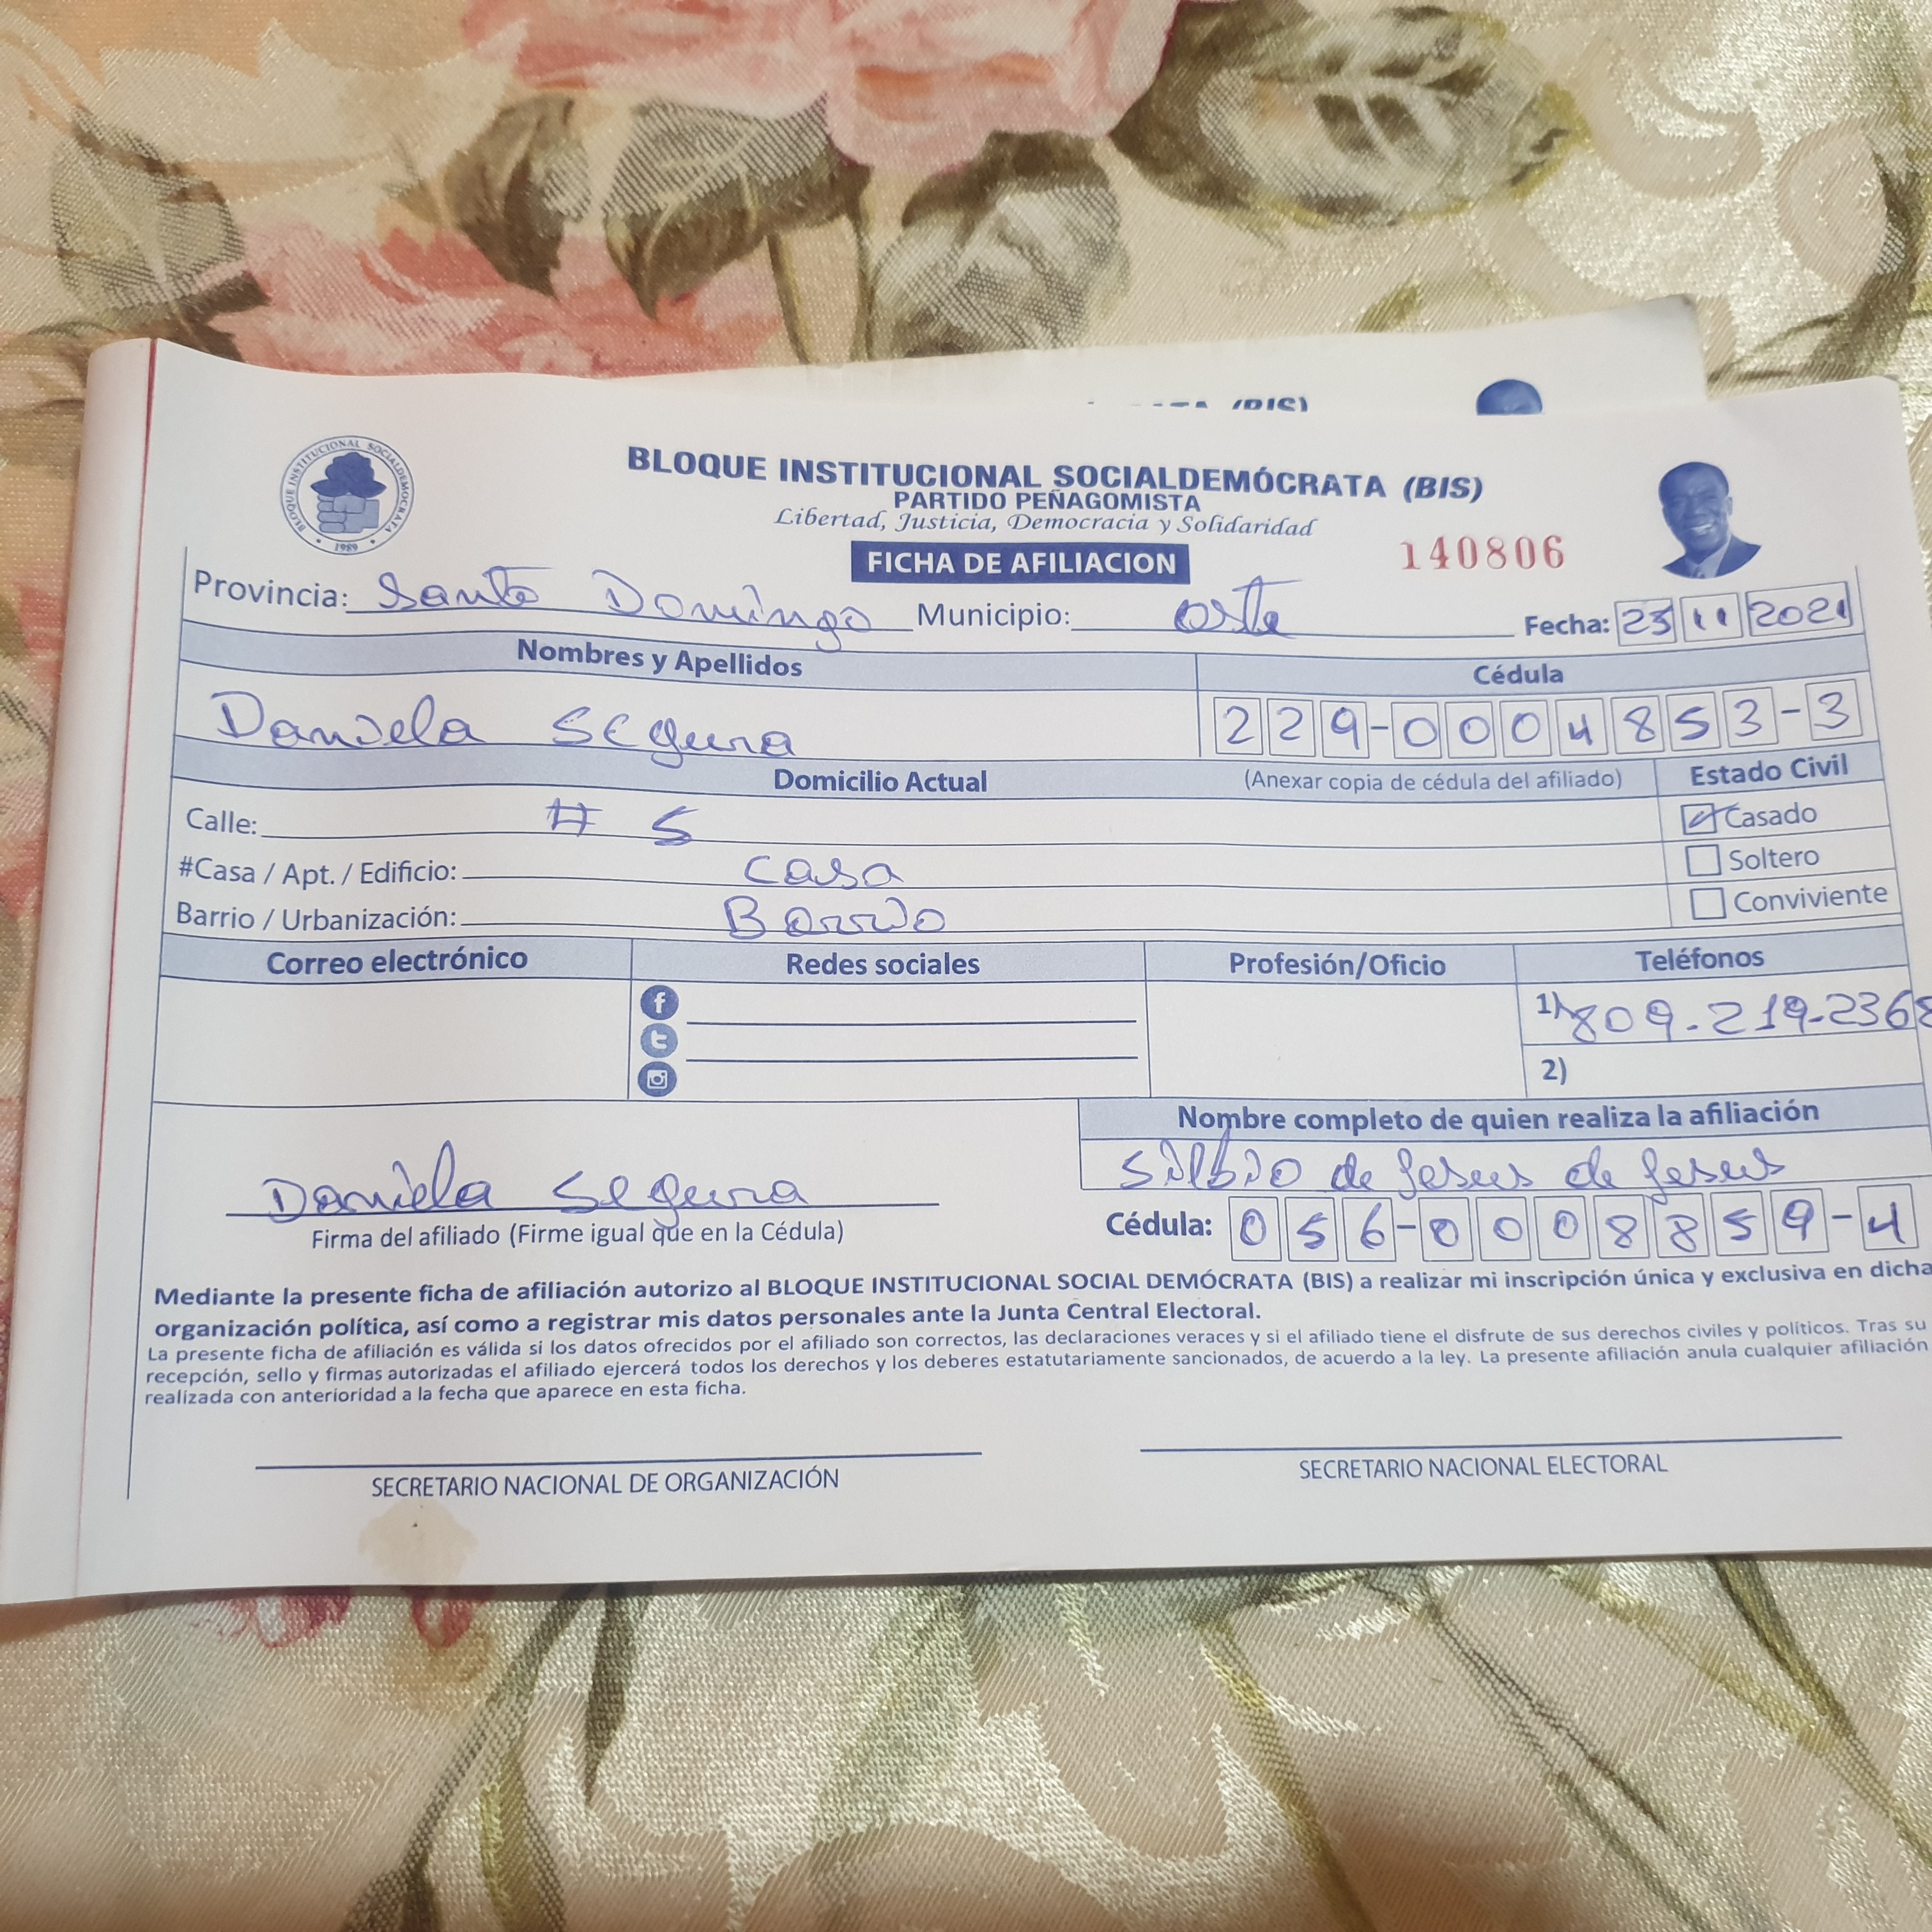 BLOQUE INSTITUCIONAL SOCIALDEMOCRATA
1989
BLOQUE INSTITUCIONAL SOCIALDEMÓCRATA (BIS)
PARTIDO PEÑAGOMISTA
Libertad, Justicia, Democracia y Solidaridad
FICHA DE AFILIACION
140806
Provincia: Santo Domingo Municipio: oste Fecha: 23 11 2021
Nombres y Apellidos Cédula
Daniela Segura 229-0004853-3
Domicilio Actual (Anexar copia de cédula del afiliado) Estado Civil
Calle: # 5 Casado
#Casa / Apt. / Edificio: casa Soltero
Barrio / Urbanización: Barrio Conviviente
Correo electrónico Redes sociales Profesión/Oficio Teléfonos
1) 809-219-2368
2)
Nombre completo de quien realiza la afiliación
Silbio de Jesus de Jesus
Daniela Segura
Firma del afiliado (Firme igual que en la Cédula)
Cédula: 056-0008859-4
Mediante la presente ficha de afiliación autorizo al BLOQUE INSTITUCIONAL SOCIAL DEMÓCRATA (BIS) a realizar mi inscripción única y exclusiva en dicha
organización política, así como a registrar mis datos personales ante la Junta Central Electoral.
La presente ficha de afiliación es válida si los datos ofrecidos por el afiliado son correctos, las declaraciones veraces y si el afiliado tiene el disfrute de sus derechos civiles y políticos. Tras su
recepción, sello y firmas autorizadas el afiliado ejercerá todos los derechos y los deberes estatutariamente sancionados, de acuerdo a la ley. La presente afiliación anula cualquier afiliación
realizada con anterioridad a la fecha que aparece en esta ficha.
SECRETARIO NACIONAL DE ORGANIZACIÓN
SECRETARIO NACIONAL ELECTORAL